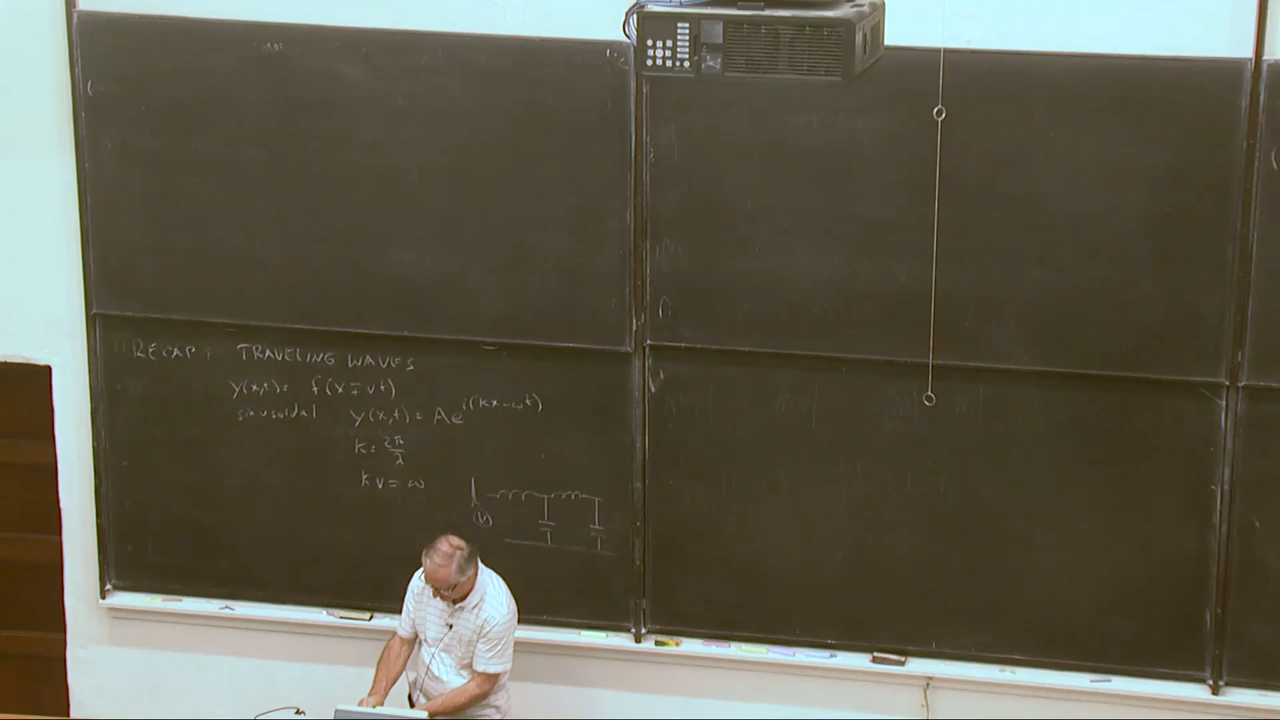 RECAP: TRAVELING WAVES
y(x,t) = f(x ∓ vt)
sinusoidal y(x,t) = Ae^{i(kx-ωt)}
k = 2π/λ
kv = ω